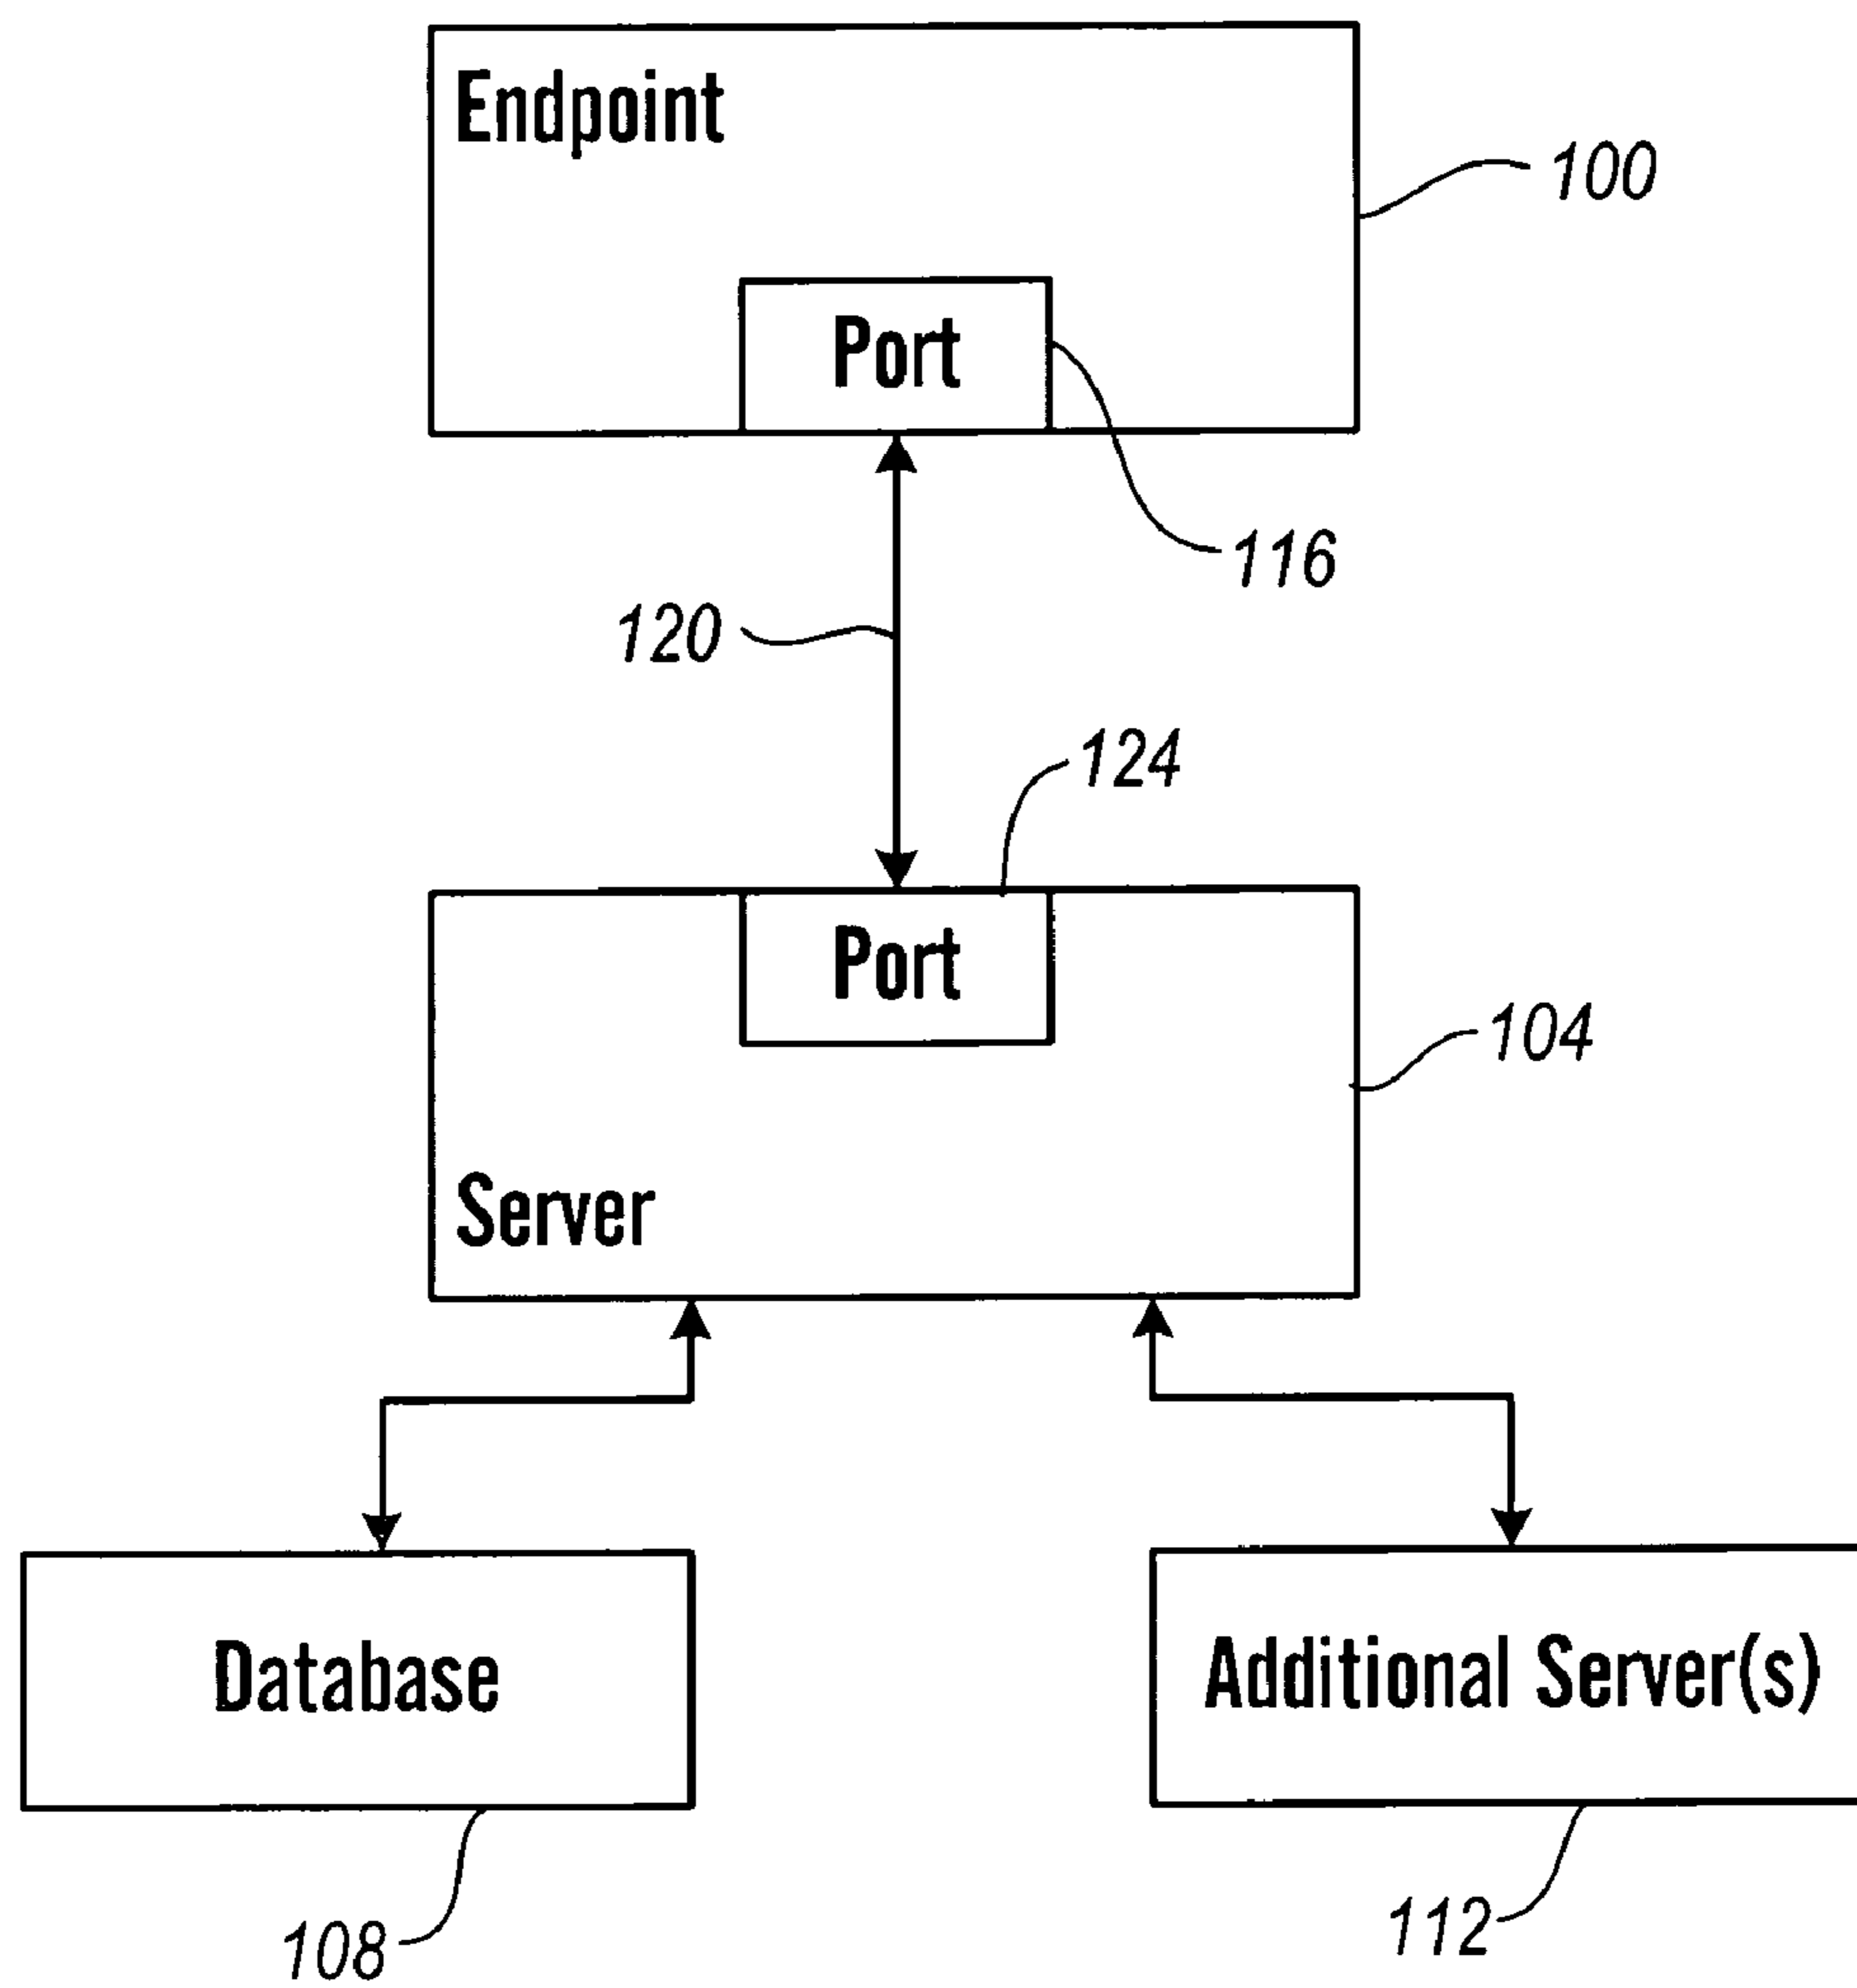 Endpoint
100
Port
116
120
124
Port
104
Server
Database
Additional Server(s)
108
112